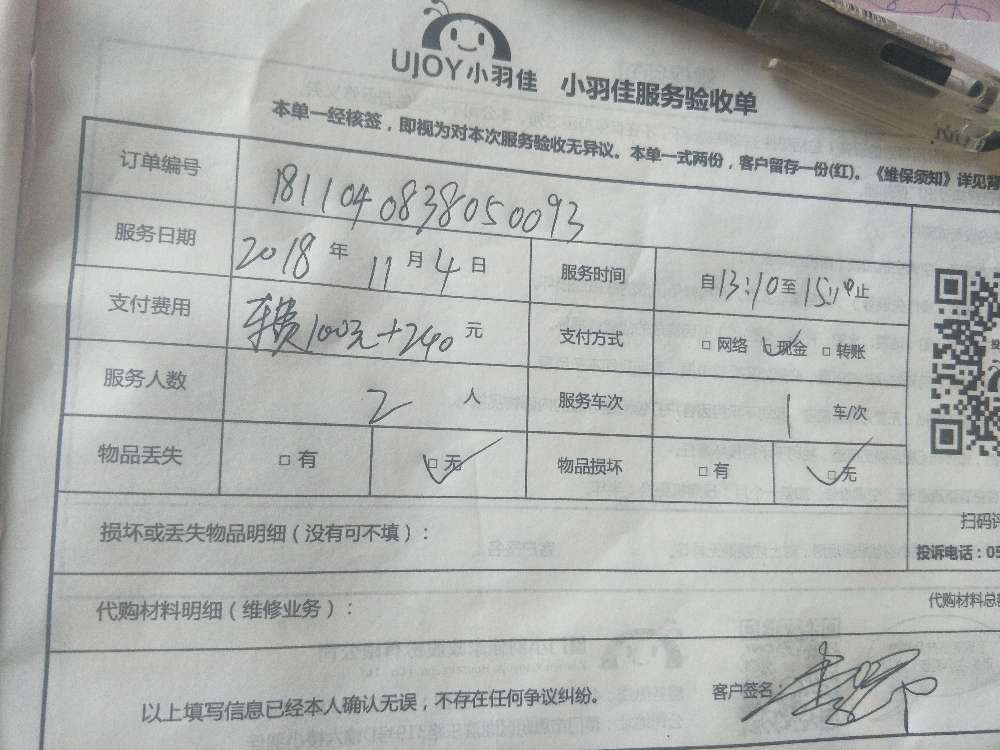 UJOY小羽佳 小羽佳服务验收单
本单一经核签，即视为对本次服务验收无异议。本单一式两份，客户留存一份(红)。《维保须知》详见背
订单编号 1811040838050093
服务日期 2018 年 11 月 4 日 服务时间 自13:10至15:10止
支付费用 车费100元+240 元 支付方式 □ 网络 □ 现金 □ 转账
服务人数 2 人 服务车次 1 车/次
物品丢失 □ 有 □ 无 物品损坏 □ 有 □ 无
扫码评
损坏或丢失物品明细（没有可不填）：
投诉电话：05
代购材料明细（维修业务）： 代购材料总
以上填写信息已经本人确认无误，不存在任何争议纠纷。 客户签名